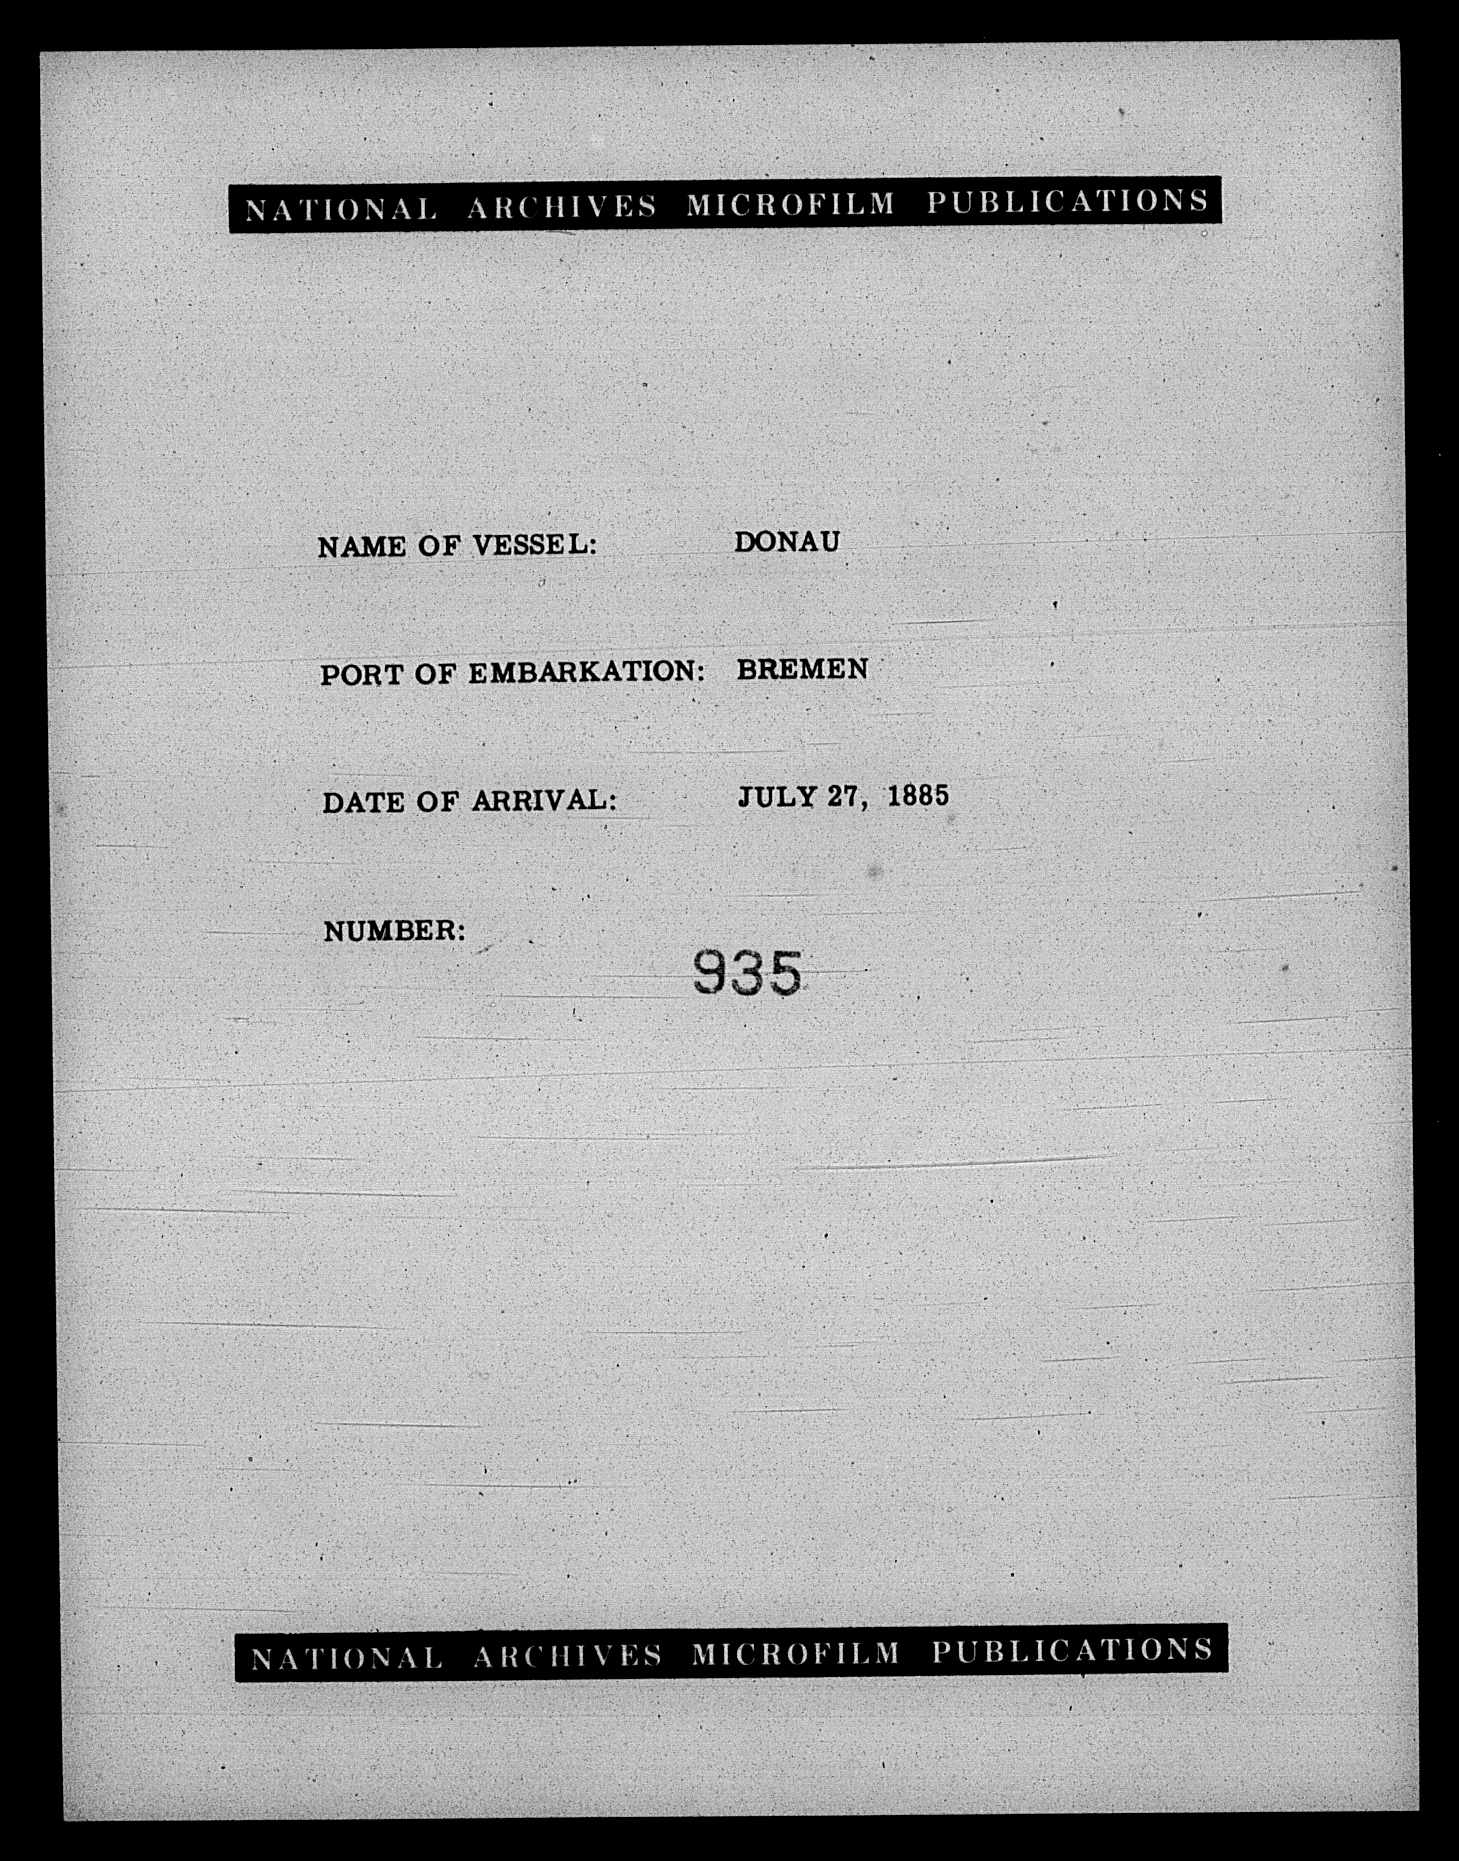 NATIONAL ARCHIVES MICROFILM PUBLICATIONS
NAME OF VESSEL: DONAU
PORT OF EMBARKATION: BREMEN
DATE OF ARRIVAL: JULY 27, 1885
NUMBER:
935
NATIONAL ARCHIVES MICROFILM PUBLICATIONS